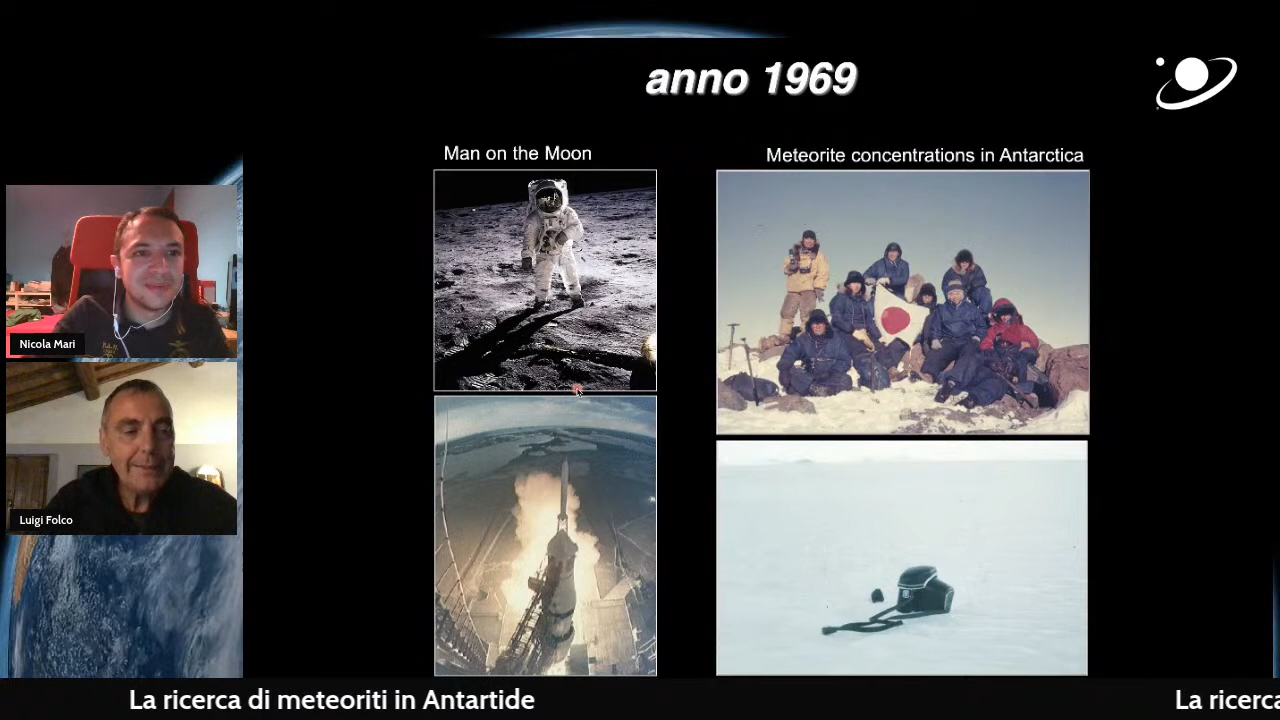 anno 1969
Man on the Moon
Meteorite concentrations in Antarctica
Nicola Mari
Luigi Folco
La ricerca di meteoriti in Antartide
La ricerca